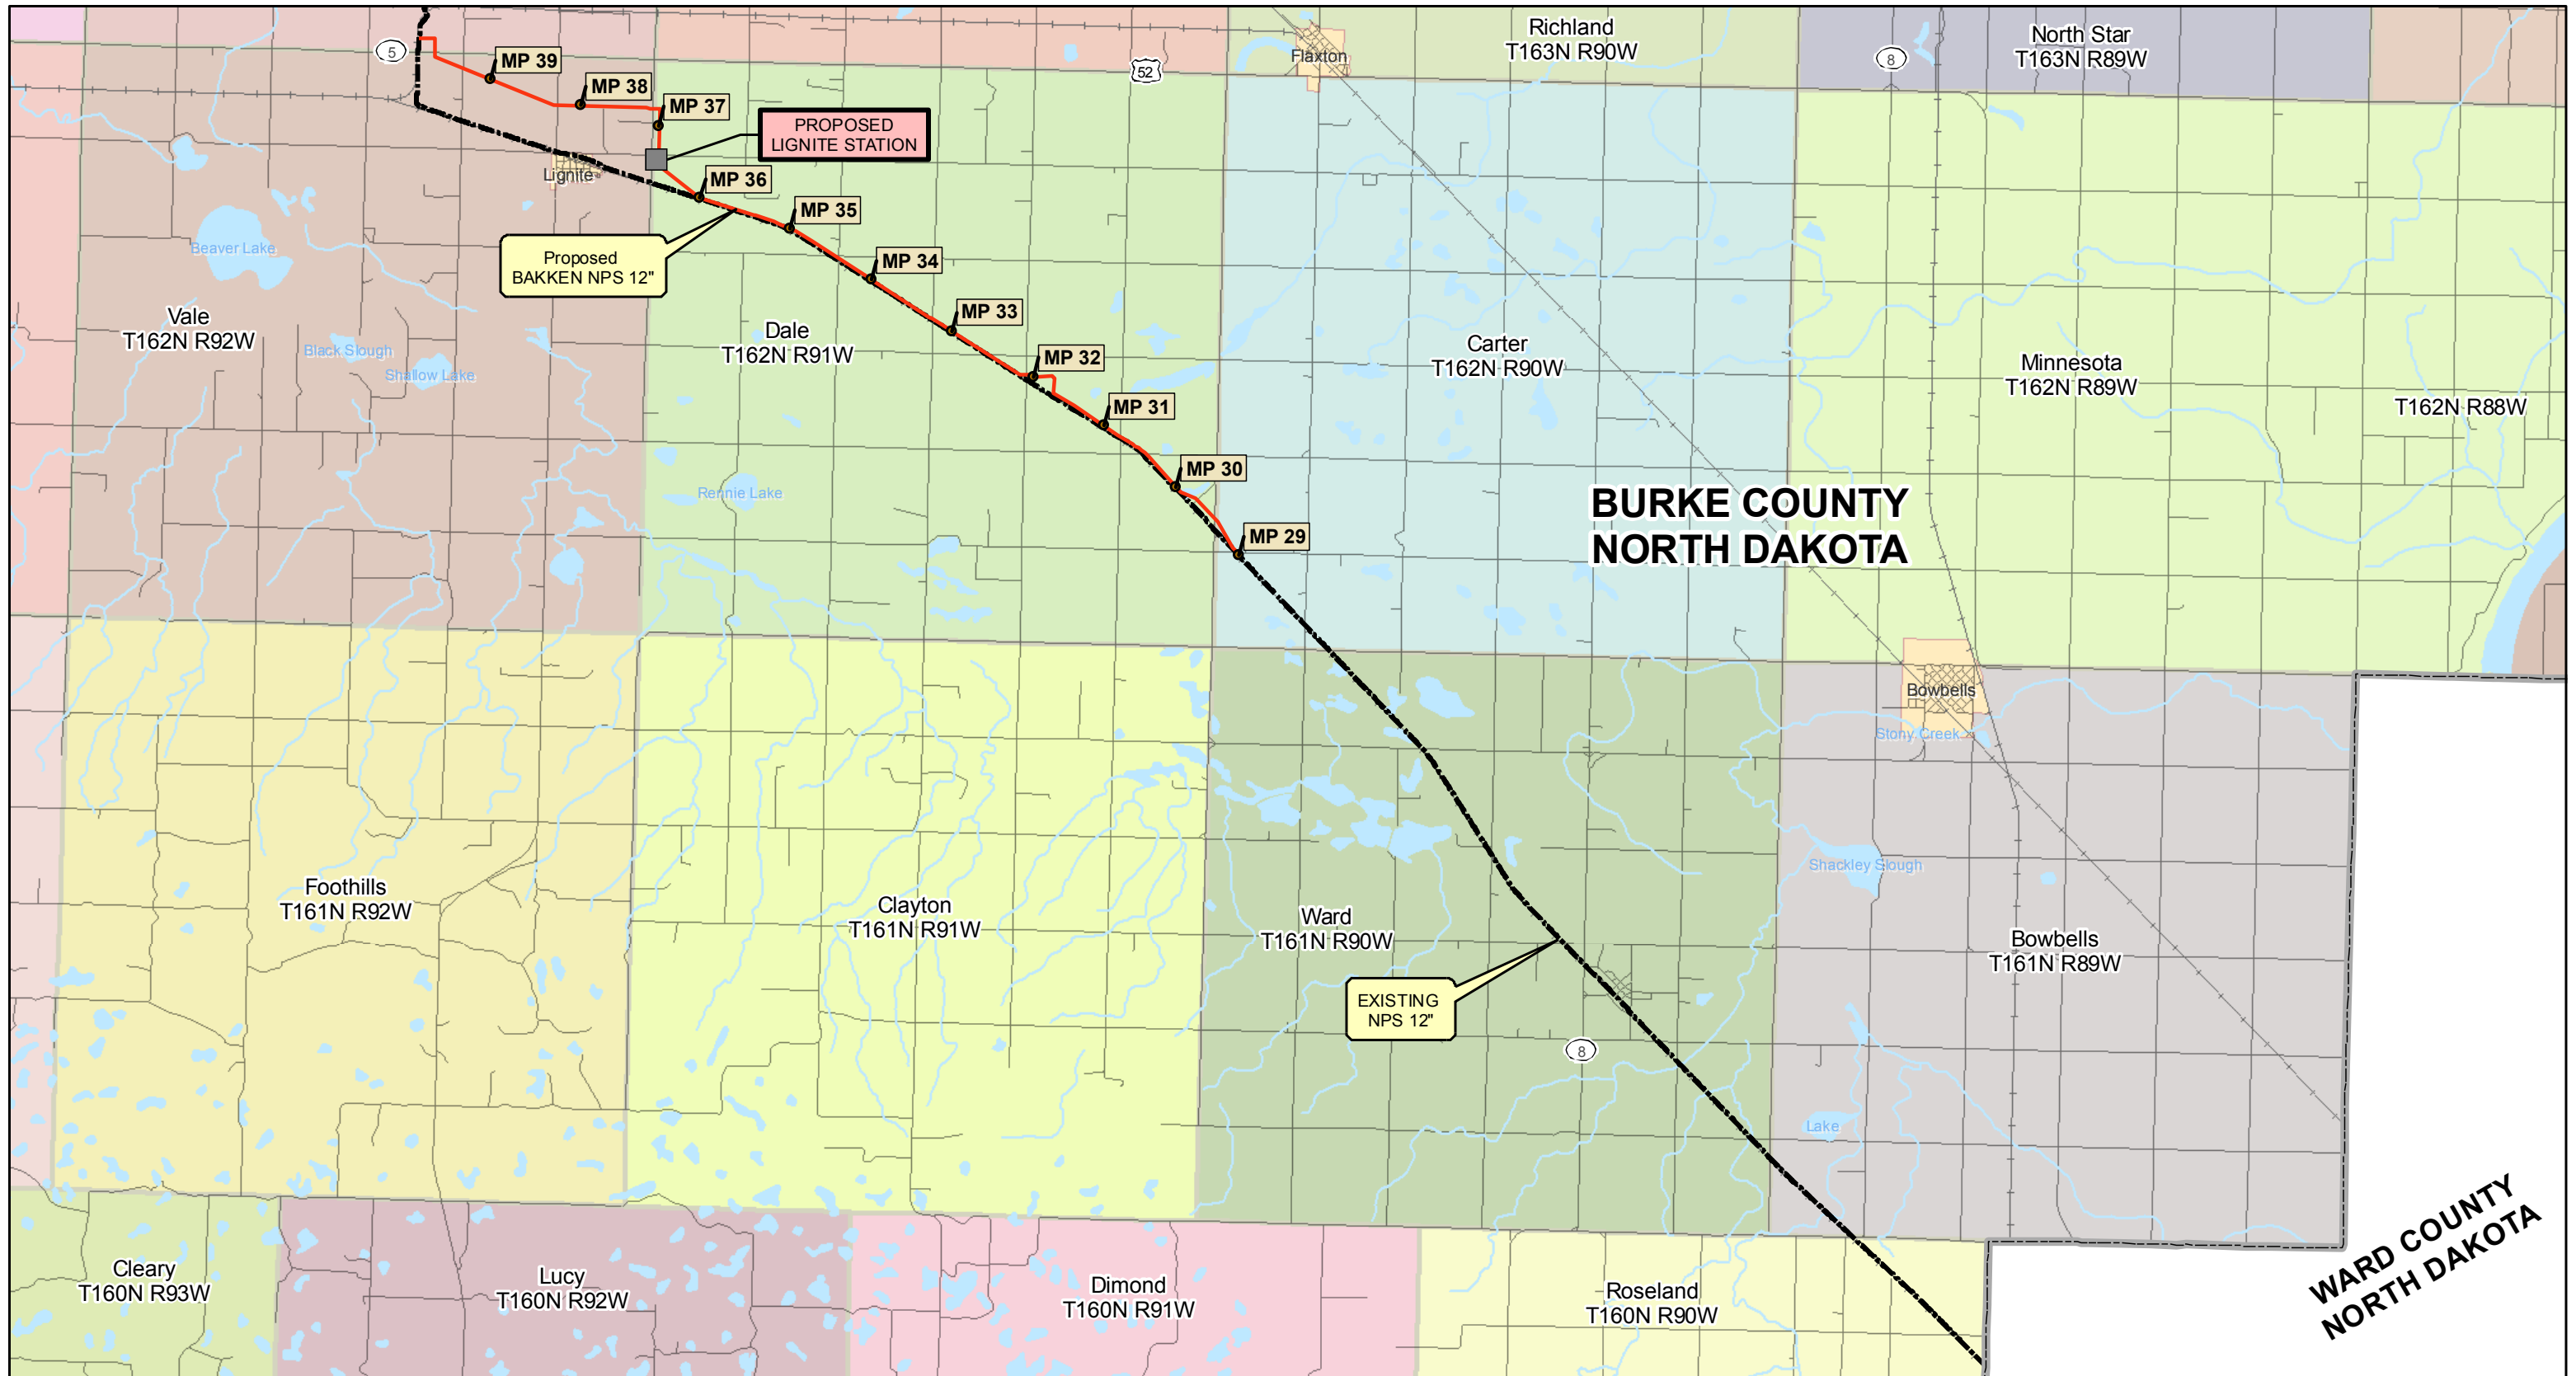 Richland
T163N R90W
North Star
T163N R89W
5
MP 39
Flaxton
8
52
MP 38
MP 37
PROPOSED
LIGNITE STATION
Lignite
MP 36
MP 35
Beaver Lake
Proposed
BAKKEN NPS 12"
MP 34
MP 33
Vale
T162N R92W
Dale
T162N R91W
Black Slough
Shallow Lake
MP 32
Carter
T162N R90W
Minnesota
T162N R89W
T162N R88W
MP 31
MP 30
Rennie Lake
BURKE COUNTY
NORTH DAKOTA
MP 29
Bowbells
Stony Creek
Shackley Slough
Foothills
T161N R92W
Clayton
T161N R91W
Ward
T161N R90W
Bowbells
T161N R89W
EXISTING
NPS 12"
8
Lake
WARD COUNTY
NORTH DAKOTA
Cleary
T160N R93W
Lucy
T160N R92W
Dimond
T160N R91W
Roseland
T160N R90W